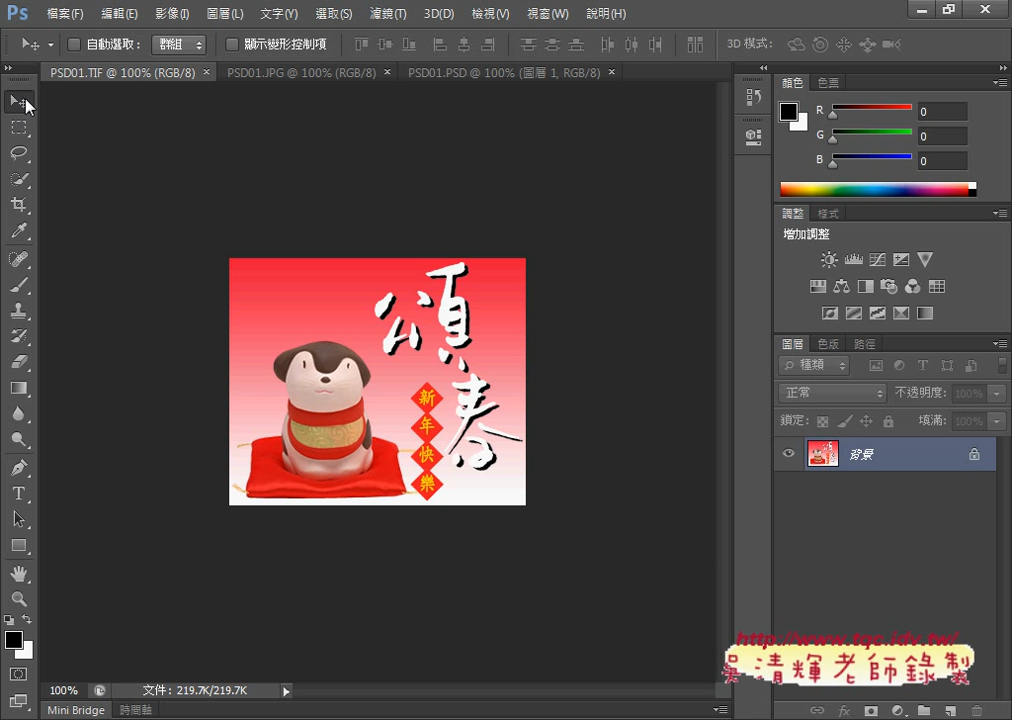 Ps 檔案(F) 編輯(E) 影像(I) 圖層(L) 文字(Y) 選取(S) 濾鏡(T) 3D(D) 檢視(V) 視窗(W) 說明(H)
自動選取: 群組 顯示變形控制項 3D 模式:
PSD01.TIF @ 100% (RGB/8) × PSD01.JPG @ 100% (RGB/8) × PSD01.PSD @ 100% (圖層 1, RGB/8) ×
顏色 色票
R 0
G 0
B 0
調整 樣式
增加調整
圖層 色版 路徑
種類
正常 不透明度: 100%
鎖定: 填滿: 100%
背景
頌春
新
年
快
樂
http://www.tqc.idv.tw/
吳清輝老師錄製
100% 文件: 219.7K/219.7K
Mini Bridge 時間軸